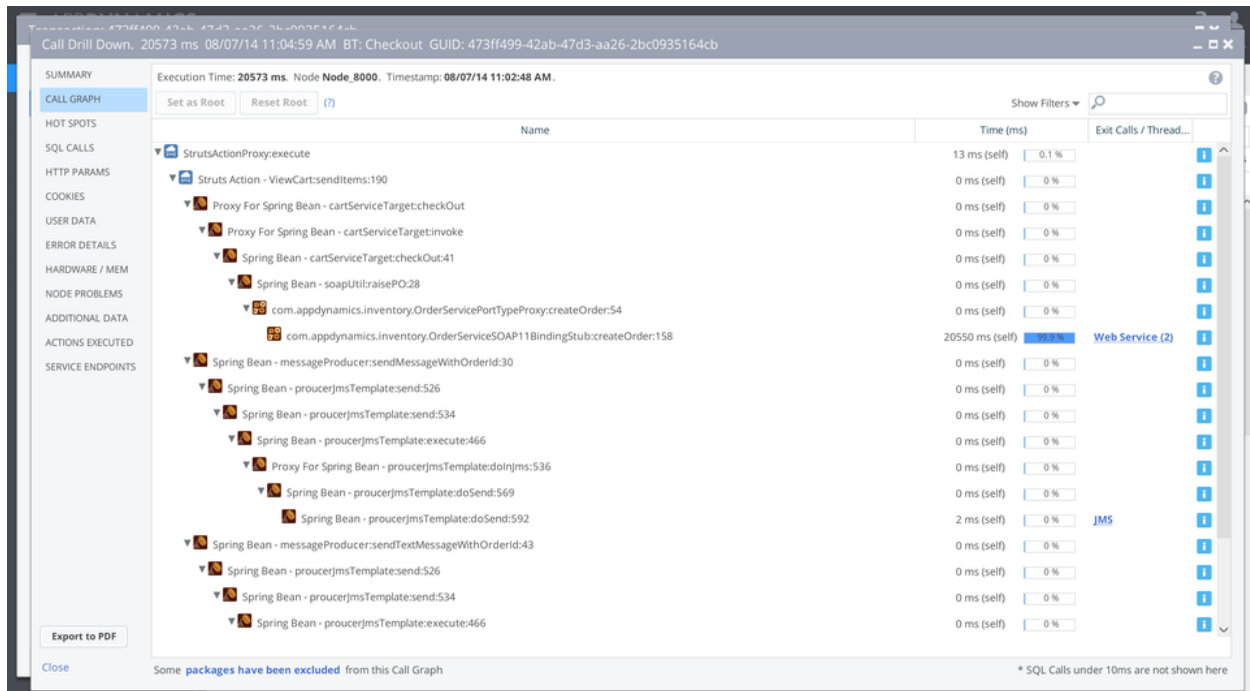 Call Drill Down. 20573 ms 08/07/14 11:04:59 AM BT: Checkout GUID: 473ff499-42ab-47d3-aa26-2bc0935164cb
SUMMARY
CALL GRAPH
HOT SPOTS
SQL CALLS
HTTP PARAMS
COOKIES
USER DATA
ERROR DETAILS
HARDWARE / MEM
NODE PROBLEMS
ADDITIONAL DATA
ACTIONS EXECUTED
SERVICE ENDPOINTS
Export to PDF
Close
Execution Time: 20573 ms. Node Node_8000. Timestamp: 08/07/14 11:02:48 AM.
Set as Root Reset Root (?) Show Filters
Name Time (ms) Exit Calls / Thread...
StrutsActionProxy:execute 13 ms (self) 0.1 %
Struts Action - ViewCart:sendItems:190 0 ms (self) 0 %
Proxy For Spring Bean - cartServiceTarget:checkOut 0 ms (self) 0 %
Proxy For Spring Bean - cartServiceTarget:invoke 0 ms (self) 0 %
Spring Bean - cartServiceTarget:checkOut:41 0 ms (self) 0 %
Spring Bean - soapUtil:raisePO:28 0 ms (self) 0 %
com.appdynamics.inventory.OrderServicePortTypeProxy:createOrder:54 0 ms (self) 0 %
com.appdynamics.inventory.OrderServiceSOAP11BindingStub:createOrder:158 20550 ms (self) 99.9 % Web Service (2)
Spring Bean - messageProducer:sendMessageWithOrderId:30 0 ms (self) 0 %
Spring Bean - proucerJmsTemplate:send:526 0 ms (self) 0 %
Spring Bean - proucerJmsTemplate:send:534 0 ms (self) 0 %
Spring Bean - proucerJmsTemplate:execute:466 0 ms (self) 0 %
Proxy For Spring Bean - proucerJmsTemplate:doInJms:536 0 ms (self) 0 %
Spring Bean - proucerJmsTemplate:doSend:569 0 ms (self) 0 %
Spring Bean - proucerJmsTemplate:doSend:592 2 ms (self) 0 % JMS
Spring Bean - messageProducer:sendTextMessageWithOrderId:43 0 ms (self) 0 %
Spring Bean - proucerJmsTemplate:send:526 0 ms (self) 0 %
Spring Bean - proucerJmsTemplate:send:534 0 ms (self) 0 %
Spring Bean - proucerJmsTemplate:execute:466 0 ms (self) 0 %
Some packages have been excluded from this Call Graph * SQL Calls under 10ms are not shown here